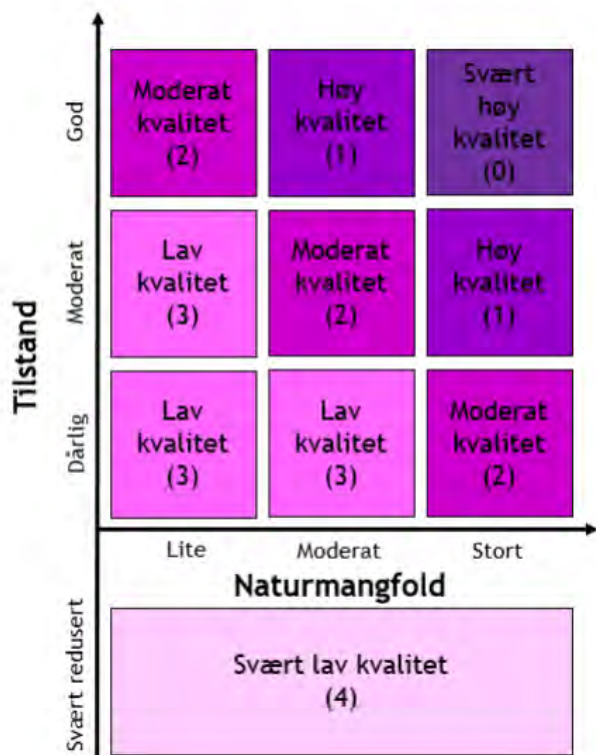 Tilstand
God
Moderat
kvalitet
(2)
Høy
kvalitet
(1)
Svært
høy
kvalitet
(0)
Moderat
Lav
kvalitet
(3)
Moderat
kvalitet
(2)
Høy
kvalitet
(1)
Dårlig
Lav
kvalitet
(3)
Lav
kvalitet
(3)
Moderat
kvalitet
(2)
Lite
Moderat
Stort
Naturmangfold
Svært redusert
Svært lav kvalitet
(4)